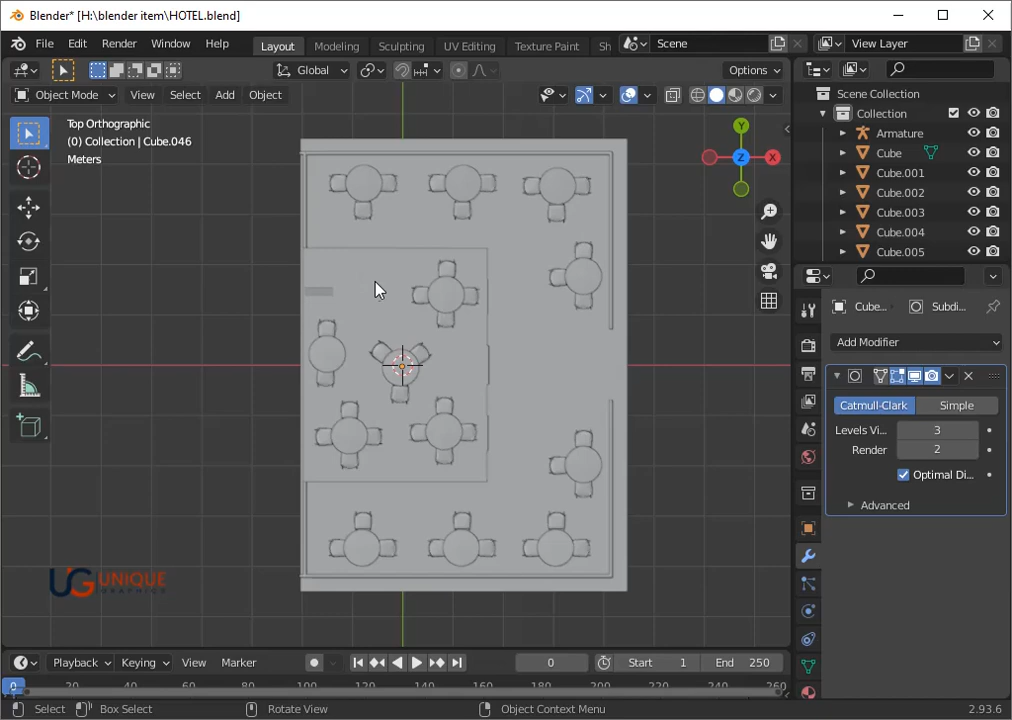 Blender* [H:\blender item\HOTEL.blend]
File Edit Render Window Help Layout Modeling Sculpting UV Editing Texture Paint Sh Scene View Layer
Global Options
Object Mode View Select Add Object
Top Orthographic
(0) Collection | Cube.046
Meters
Y
Z
X
UG UNIQUE
GRAPHICS
Scene Collection
Collection
Armature
Cube
Cube.001
Cube.002
Cube.003
Cube.004
Cube.005
Cube... Subdi...
Add Modifier
Catmull-Clark Simple
Levels Vi... 3
Render 2
Optimal Di...
Advanced
Playback Keying View Marker 0 Start 1 End 250
0 20 40 60 80 100 120 140 160 180 200 220 240 260
Select Box Select Rotate View Object Context Menu 2.93.6